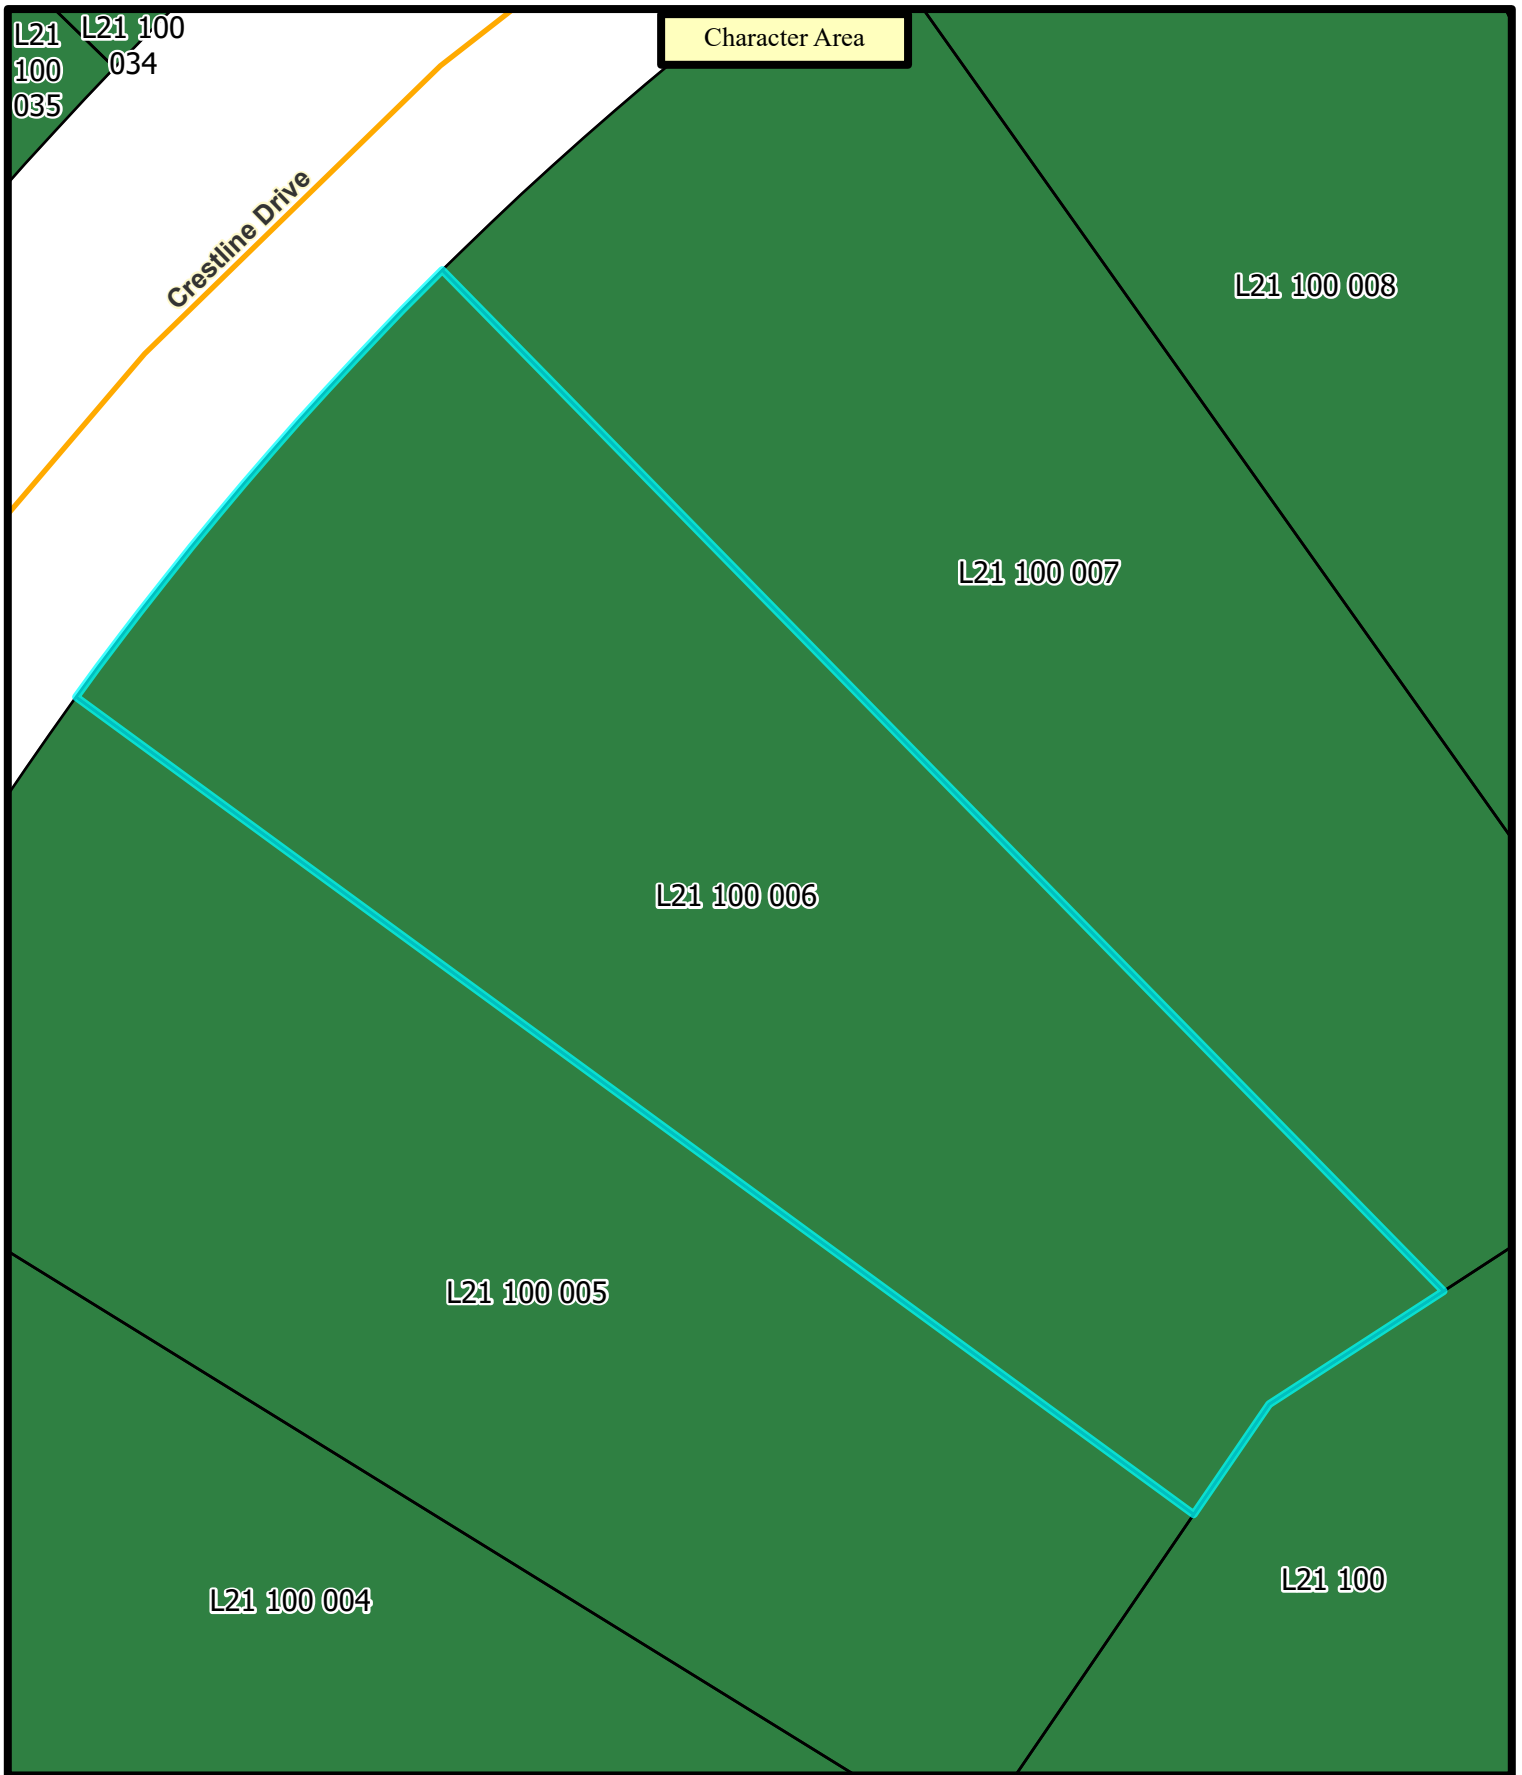 Character Area
L21
100
035
L21 100
034
Crestline Drive
L21 100 008
L21 100 007
L21 100 006
L21 100 005
L21 100 004
L21 100